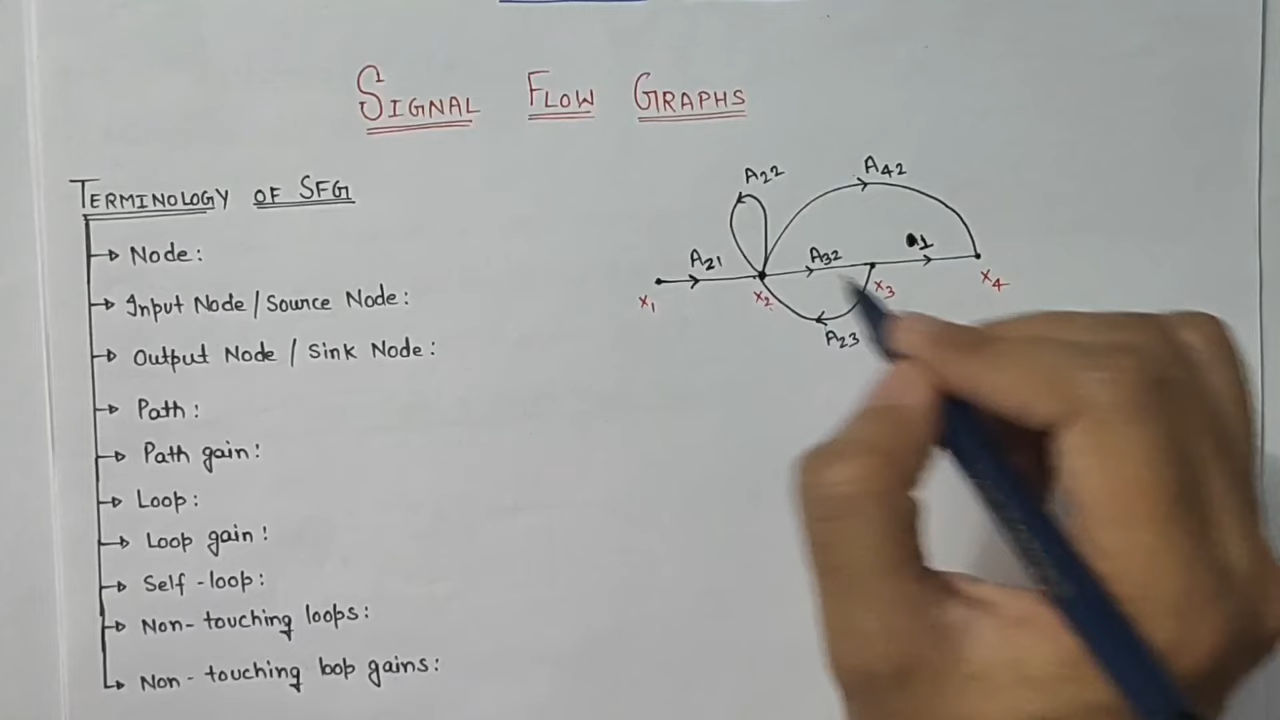 SIGNAL FLOW GRAPHS
TERMINOLOGY OF SFG
Node:
Input Node / Source Node:
Output Node / Sink Node:
Path:
Path gain:
Loop:
Loop gain:
Self-loop:
Non-touching loops:
Non-touching loop gains:
A22
A42
A21
A32
a1
x1
x2
x3
x4
A23